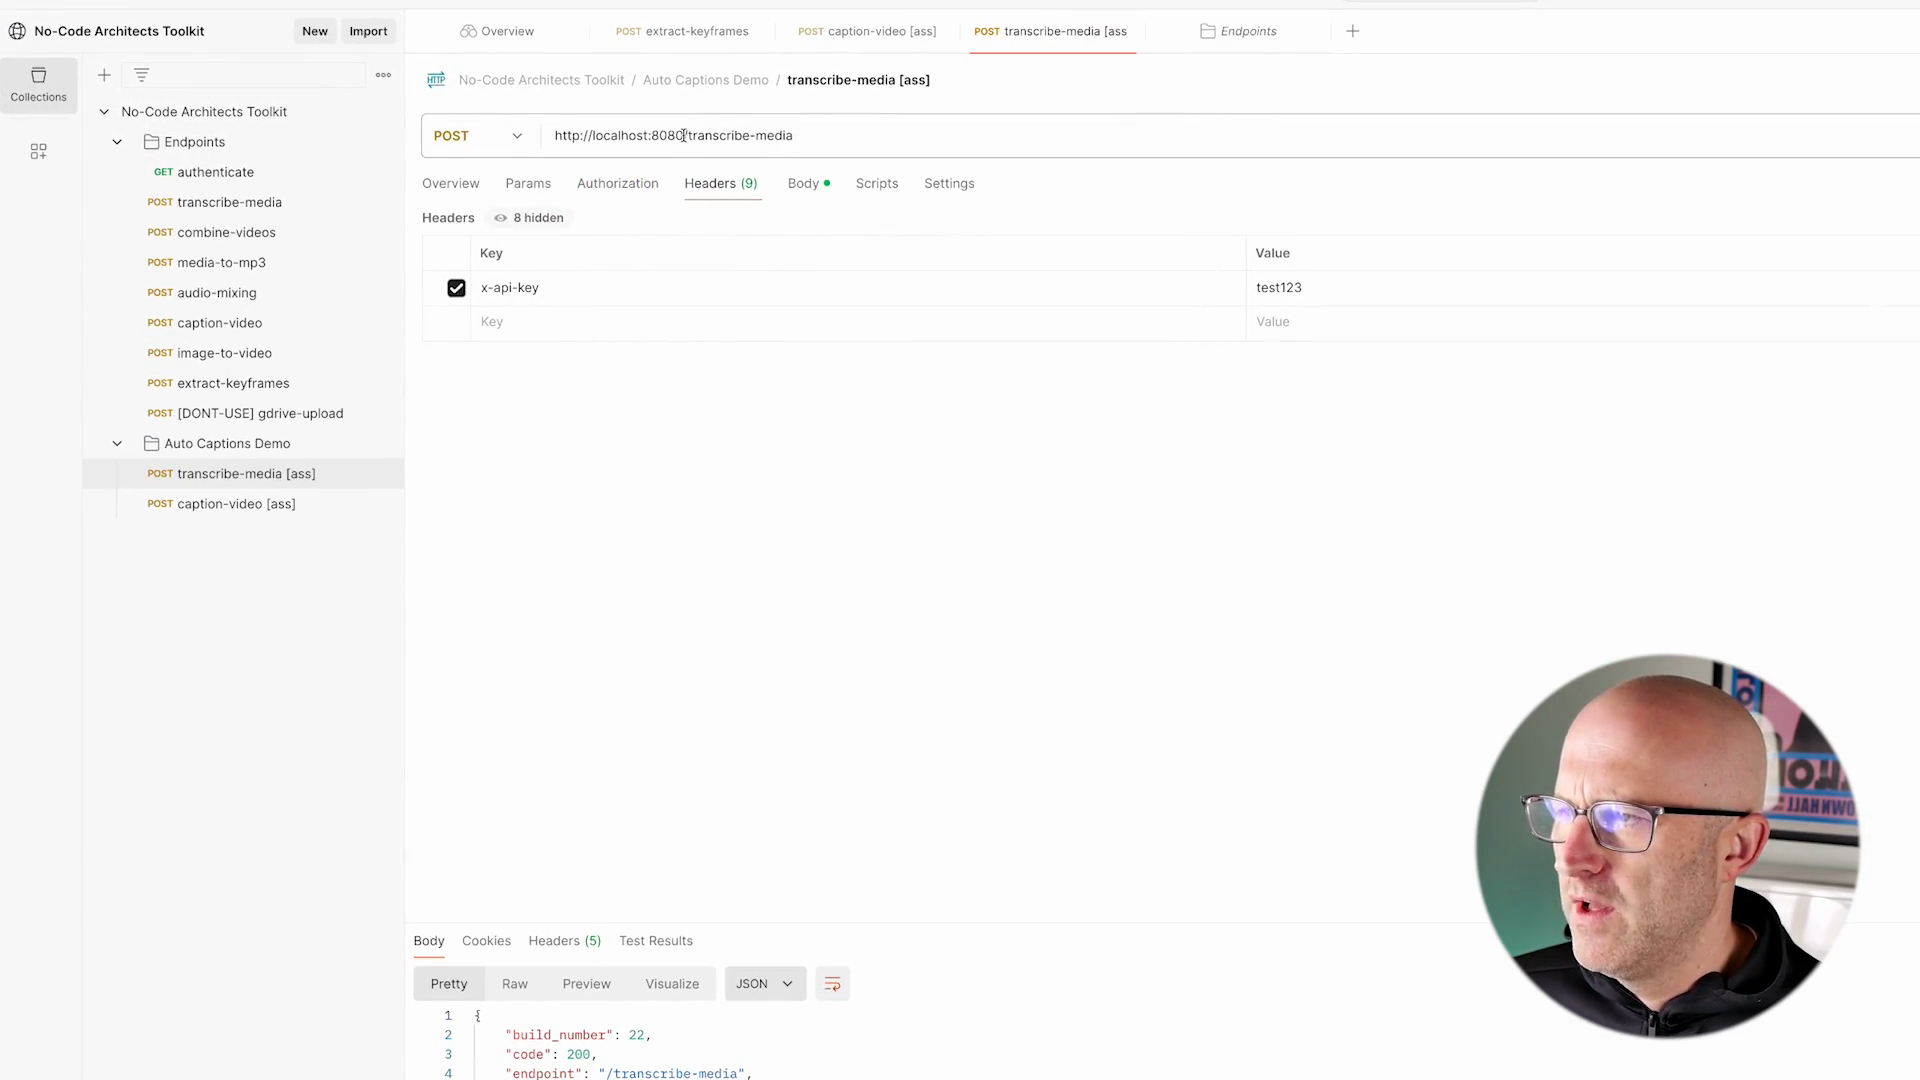 No-Code Architects Toolkit
New
Import
Overview
POST extract-keyframes
POST caption-video [ass]
POST transcribe-media [ass
Endpoints
Collections
No-Code Architects Toolkit
Endpoints
GET authenticate
POST transcribe-media
POST combine-videos
POST media-to-mp3
POST audio-mixing
POST caption-video
POST image-to-video
POST extract-keyframes
POST [DONT-USE] gdrive-upload
Auto Captions Demo
POST transcribe-media [ass]
POST caption-video [ass]
HTTP No-Code Architects Toolkit / Auto Captions Demo / transcribe-media [ass]
POST http://localhost:8080/transcribe-media
Overview Params Authorization Headers (9) Body Scripts Settings
Headers 8 hidden
Key Value
x-api-key test123
Key Value
Body Cookies Headers (5) Test Results
Pretty Raw Preview Visualize JSON
1 {
2 "build_number": 22,
3 "code": 200,
4 "endpoint": "/transcribe-media",